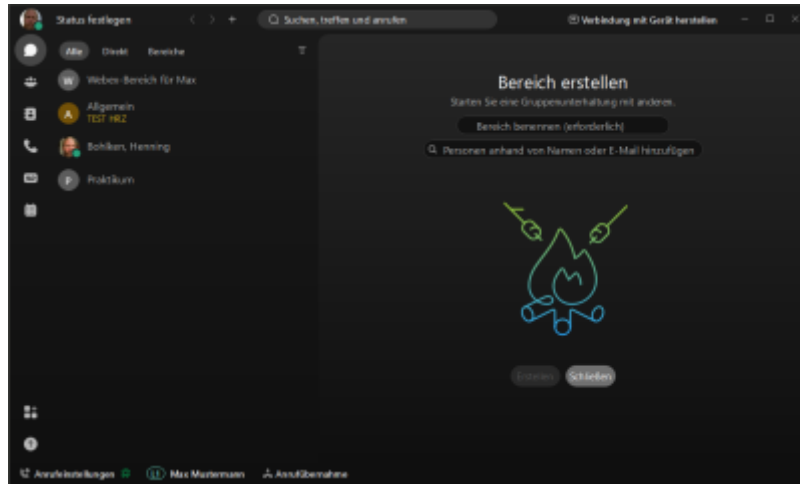 Status festlegen
Suchen, treffen und anrufen
Verbindung mit Gerät herstellen
Alle Direkt Bereiche
W Webex-Bereich für Max
A Allgemein
TEST HRZ
Bohlken, Henning
P Praktikum
Bereich erstellen
Starten Sie eine Gruppenunterhaltung mit anderen.
Bereich benennen (erforderlich)
Personen anhand von Namen oder E-Mail hinzufügen
Erstellen Schließen
Anrufeinstellungen
Max Mustermann
Anrufübernahme